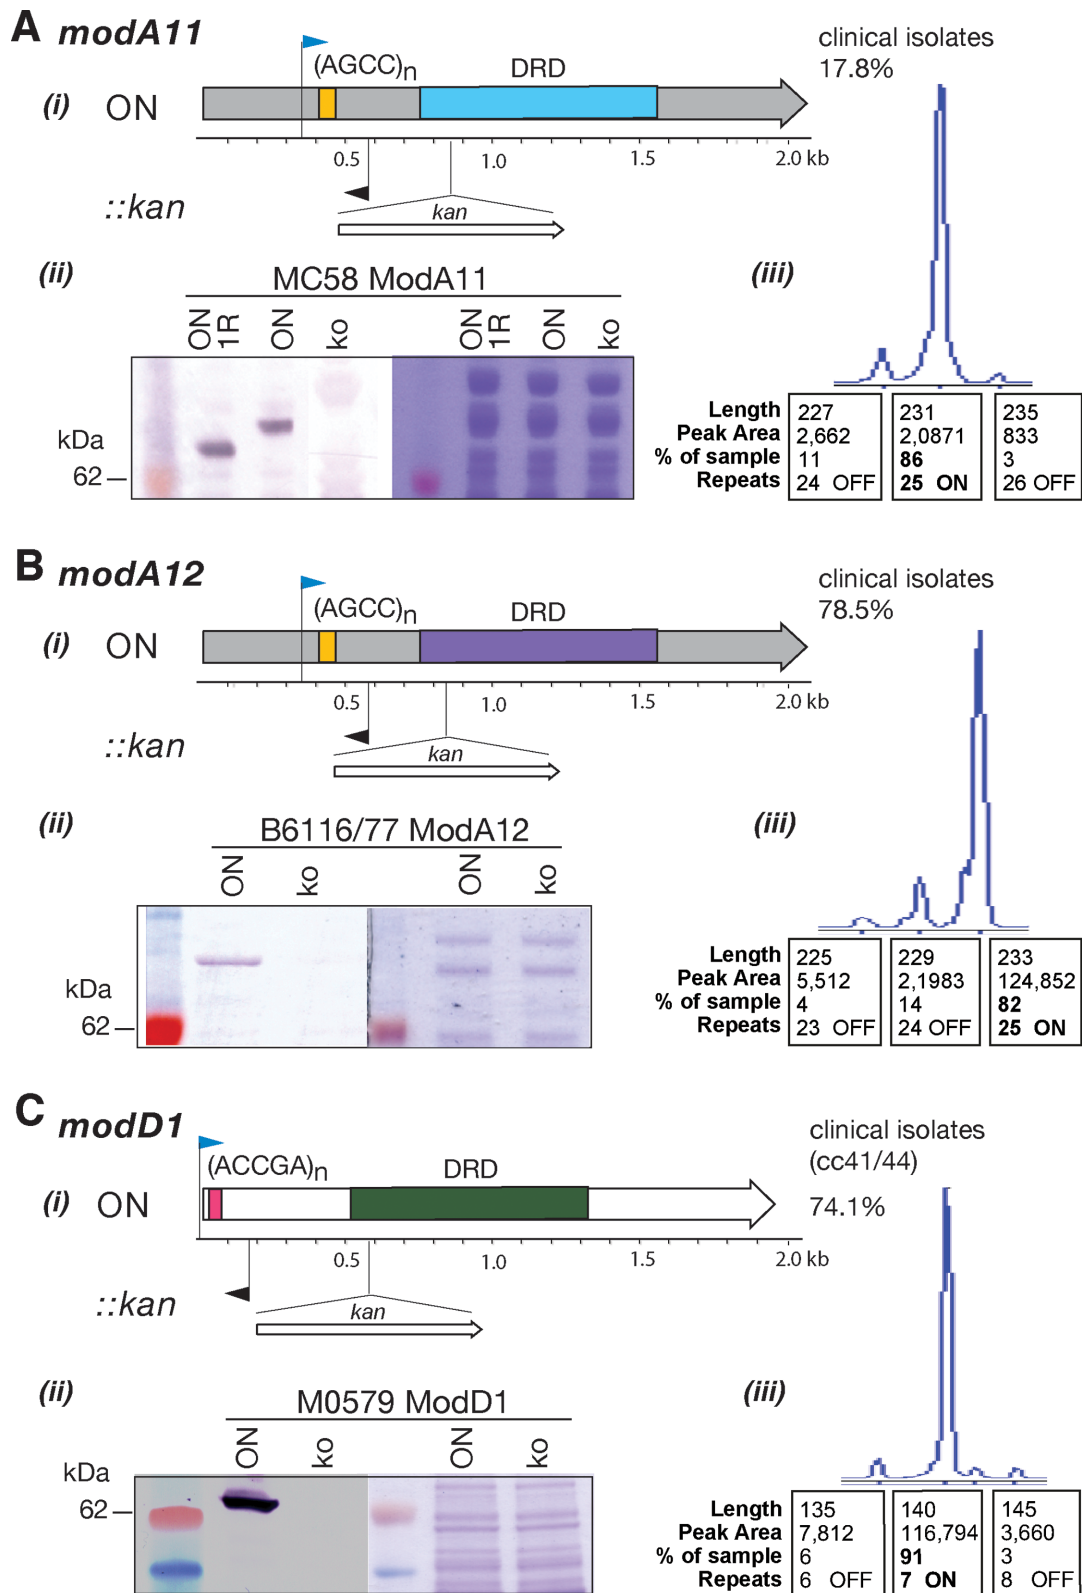 A modA11
clinical isolates
17.8%
(AGCC)n
DRD
(i) ON
0.5 1.0 1.5 2.0 kb
::kan
kan
(ii)
MC58 ModA11
ON 1R
ON
ko
ON 1R
ON
ko
kDa
62
(iii)
Length 227 231 235
Peak Area 2,662 2,0871 833
% of sample 11 86 3
Repeats 24 OFF 25 ON 26 OFF
B modA12
clinical isolates
78.5%
(AGCC)n
DRD
(i) ON
0.5 1.0 1.5 2.0 kb
::kan
kan
(ii)
B6116/77 ModA12
ON
ko
ON
ko
kDa
62
(iii)
Length 225 229 233
Peak Area 5,512 2,1983 124,852
% of sample 4 14 82
Repeats 23 OFF 24 OFF 25 ON
C modD1
clinical isolates
(cc41/44)
74.1%
(ACCGA)n
DRD
(i) ON
0.5 1.0 1.5 2.0 kb
::kan
kan
(ii)
M0579 ModD1
ON
ko
ON
ko
kDa
62
(iii)
Length 135 140 145
Peak Area 7,812 116,794 3,660
% of sample 6 91 3
Repeats 6 OFF 7 ON 8 OFF